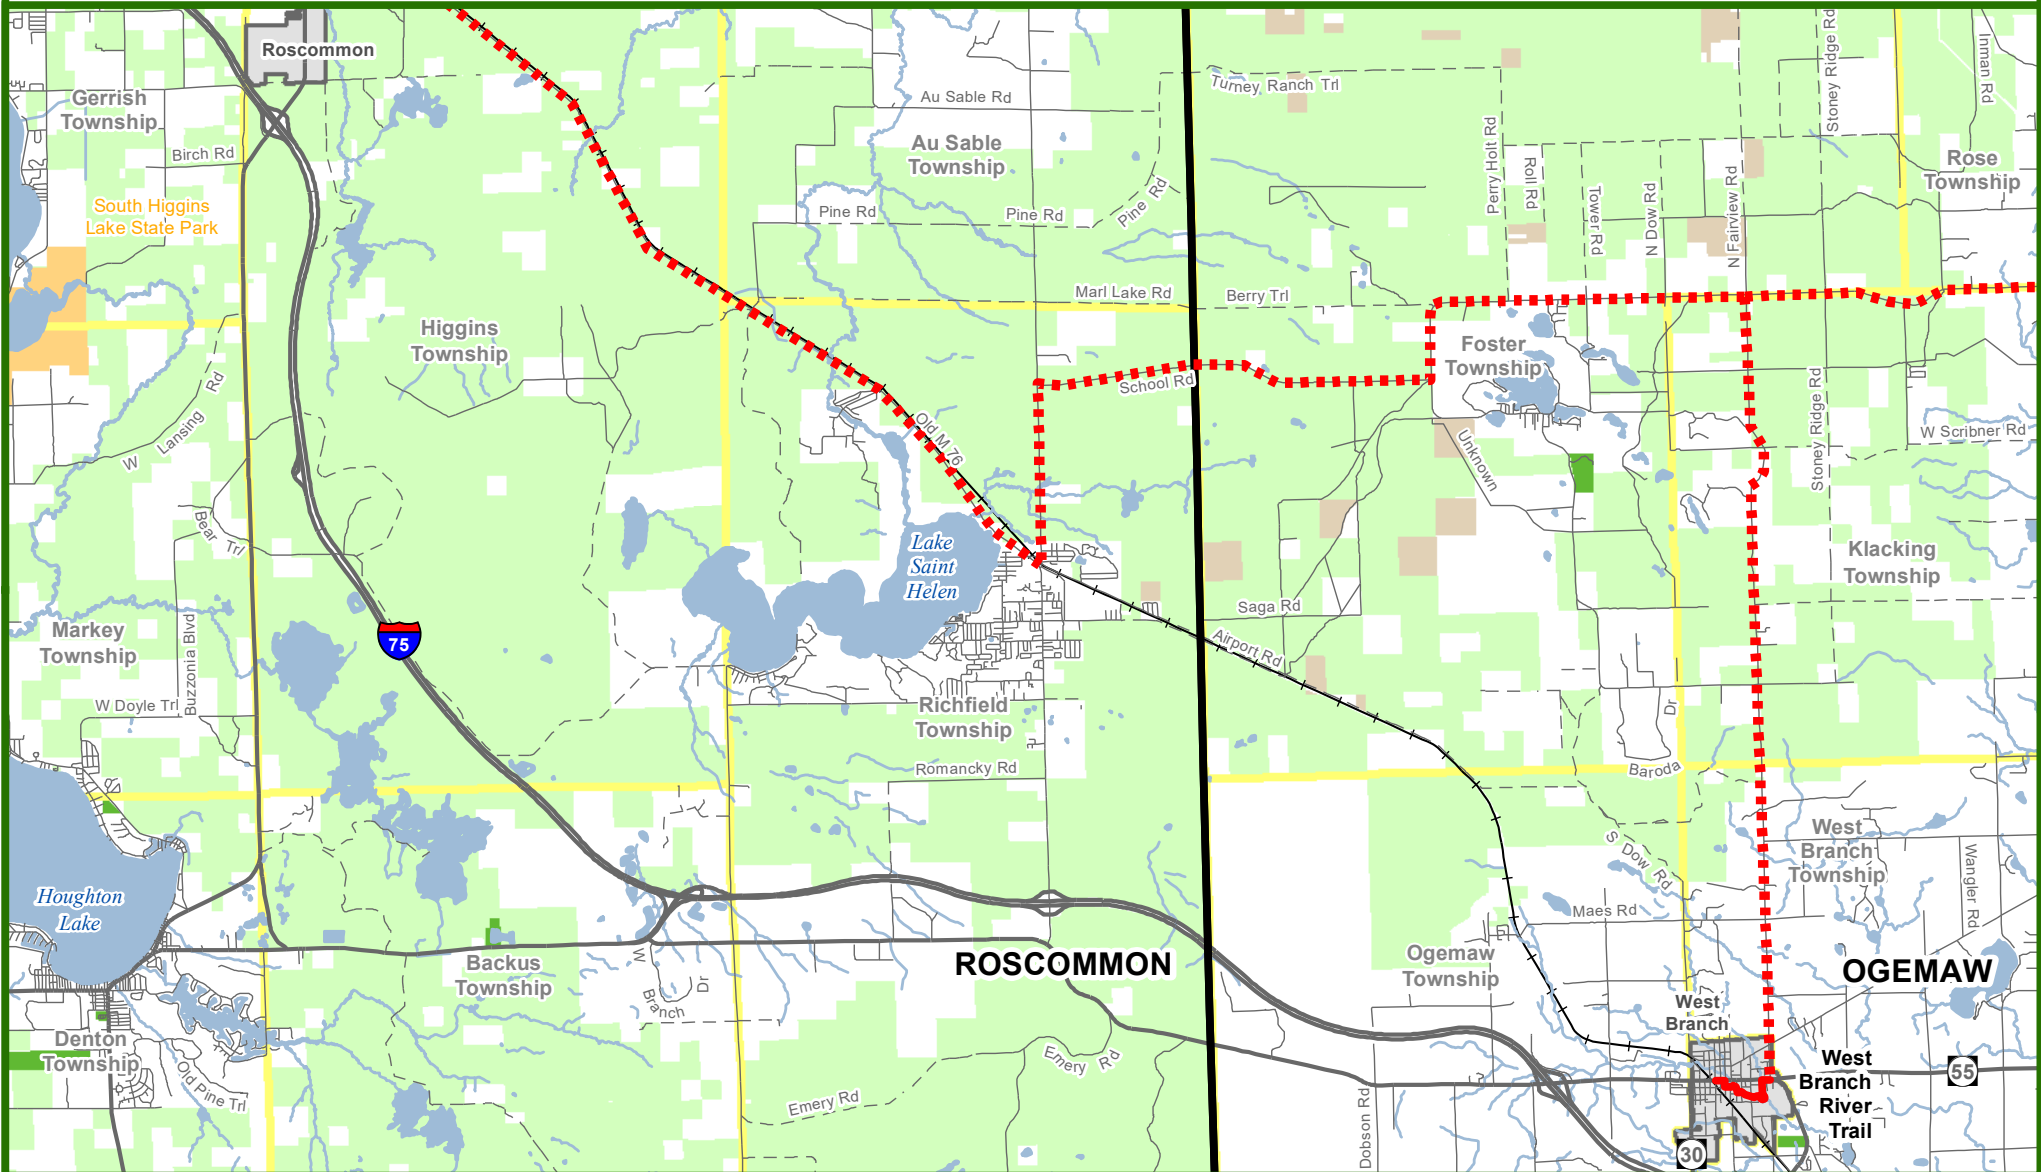 Roscommon
Gerrish
Township
Birch Rd
South Higgins
Lake State Park
Au Sable Rd
Au Sable
Township
Pine Rd
Pine Rd
Pine Rd
Turney Ranch Trl
Perry Holt Rd
Roll Rd
Tower Rd
N Dow Rd
N Fairview Rd
Stoney Ridge Rd
Inman Rd
Rose
Township
Marl Lake Rd
Berry Trl
Higgins
Township
Foster
Township
School Rd
Old M 76
W Lansing Rd
Unknown
Stoney Ridge Rd
W Scribner Rd
Bear Trl
Lake
Saint
Helen
Klacking
Township
Saga Rd
Airport Rd
Markey
Township
75
Buzzonia Blvd
W Doyle Trl
Richfield
Township
Dr
Romancky Rd
Baroda
West
Branch
Township
S Dow Rd
Wangler Rd
Houghton
Lake
Maes Rd
Backus
Township
W Branch Dr
ROSCOMMON
Ogemaw
Township
OGEMAW
West
Branch
Denton
Township
Old Pine Trl
Emery Rd
Emery Rd
Dobson Rd
West
Branch
River
Trail
55
30